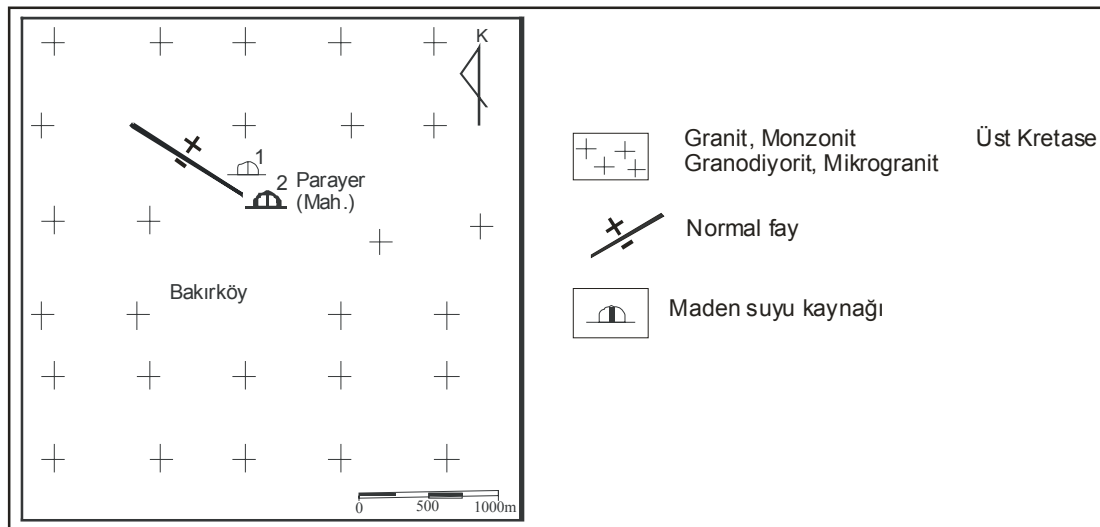 K
1
2 Parayer
(Mah.)
Bakırköy
0 500 1000m
Granit, Monzonit Üst Kretase
Granodiyorit, Mikrogranit
Normal fay
Maden suyu kaynağı